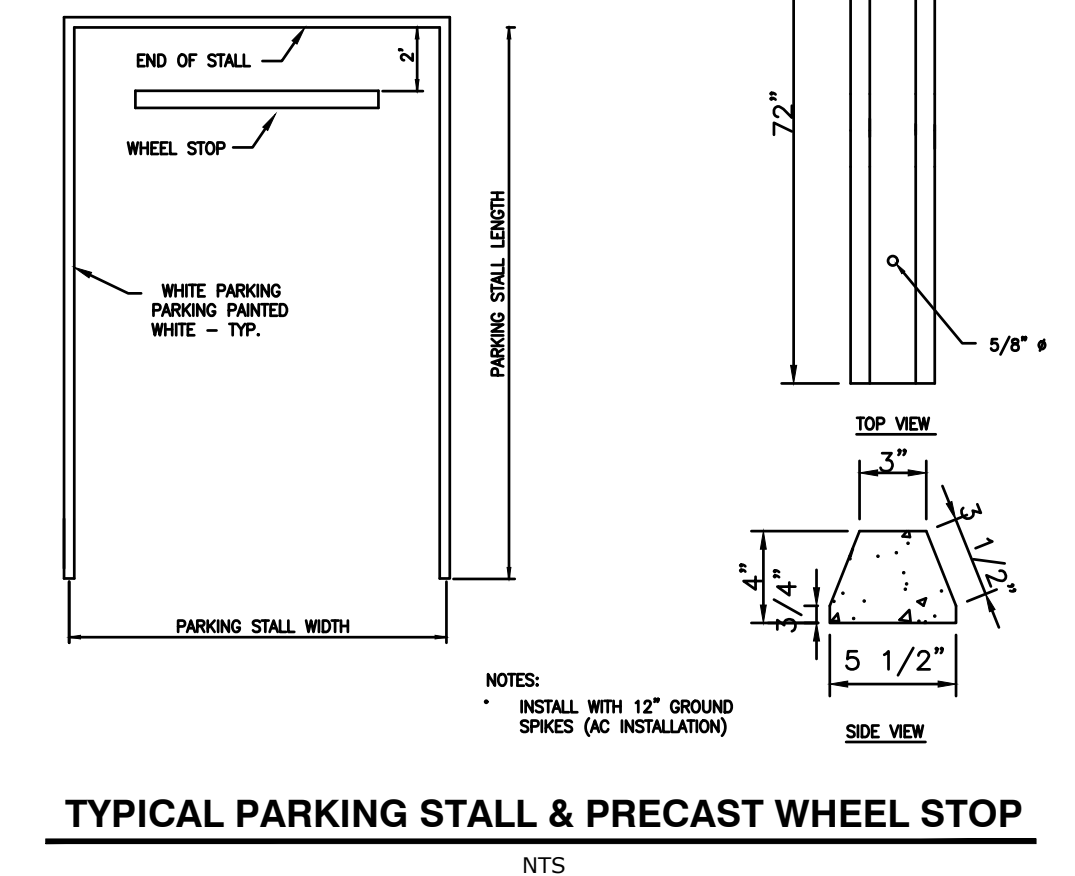 END OF STALL
2'
WHEEL STOP
PARKING STALL LENGTH
WHITE PARKING
PARKING PAINTED
WHITE - TYP.
PARKING STALL WIDTH
72"
5/8" ø
TOP VIEW
3"
3 1/2"
4"
3/4"
5 1/2"
SIDE VIEW
NOTES:
• INSTALL WITH 12" GROUND
SPIKES (AC INSTALLATION)
TYPICAL PARKING STALL & PRECAST WHEEL STOP
NTS